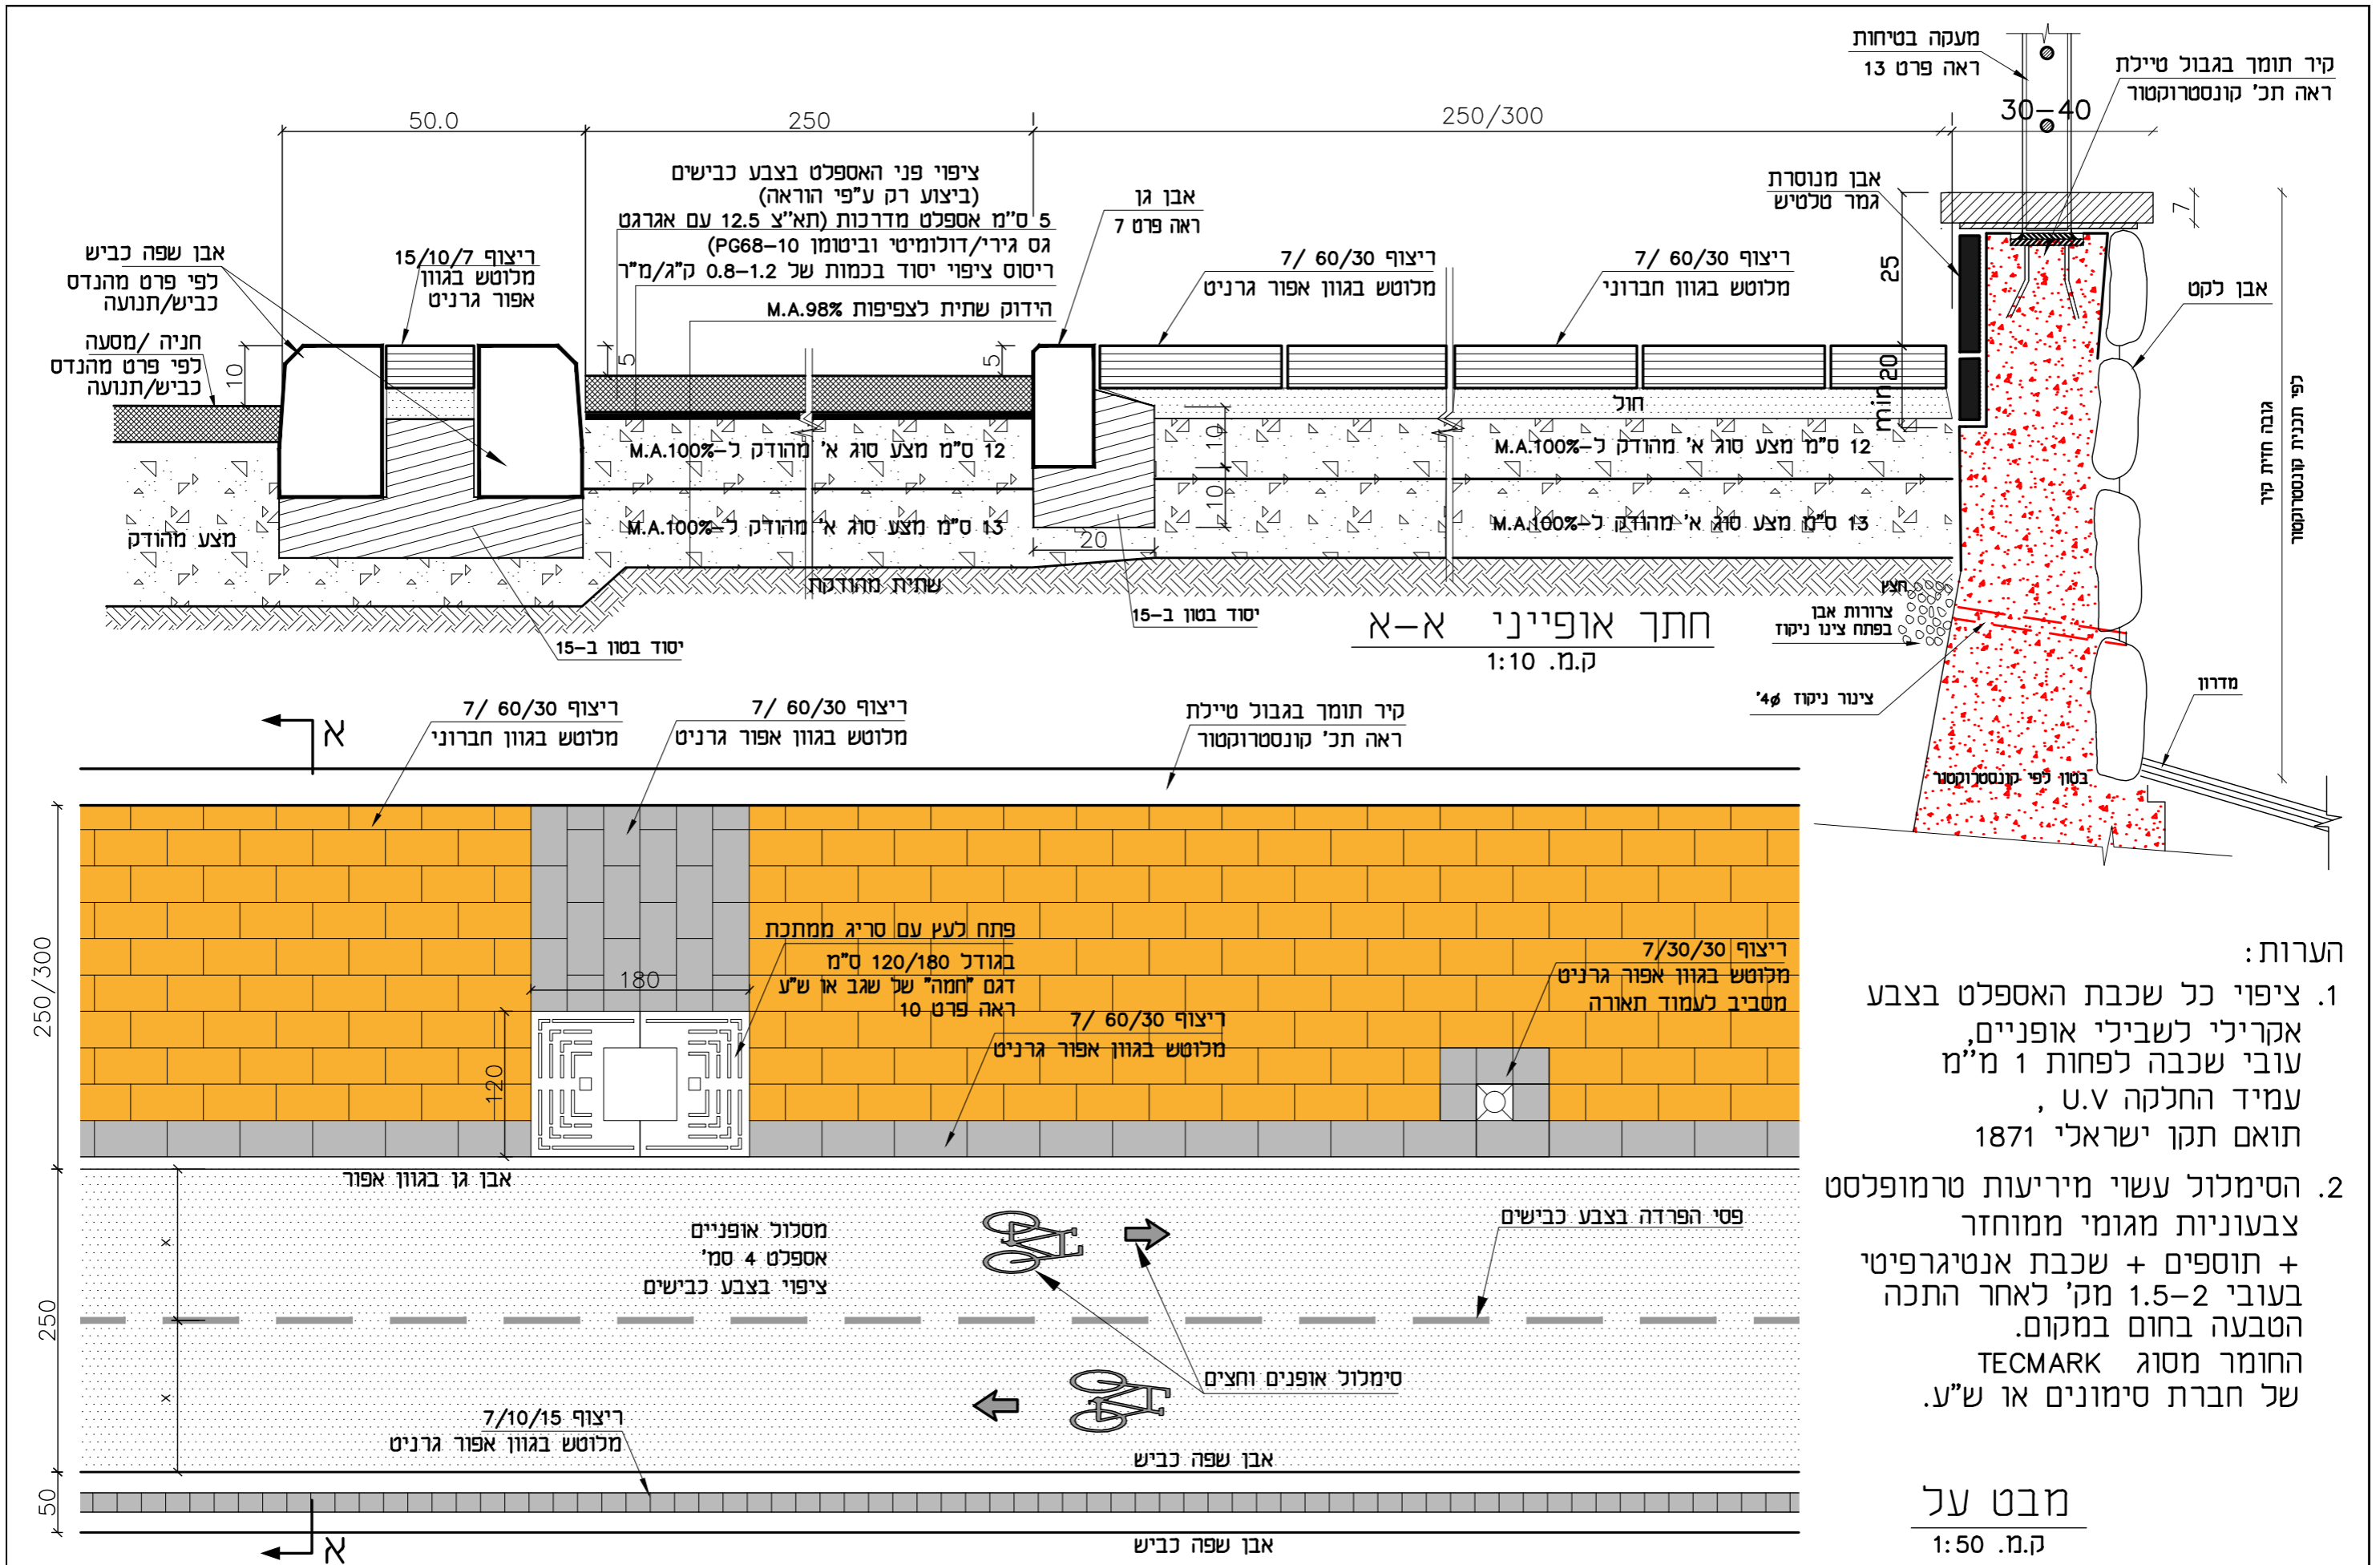 מעקה בטיחות
ראה פרט 13
קיר תומך בגבול טיילת
ראה תכ' קונסטרוקטור
50.0
250
250/300
30-40
ציפוי פני האספלט בצבע כבישים
(ביצוע רק ע"פי הוראה)
5 ס"מ אספלט מדרכות (תא"צ 12.5 עם אגרגט
גס גירי/דולומיטי וביטומן PG68-10)
ריסוס ציפוי יסוד בכמות של 0.8-1.2 ק"ג/מ"ר
הידוק שתית לצפיפות M.A.98%
אבן גן
ראה פרט 7
אבן מנוסרת
גמר טלטיש
7
25
min20
אבן שפה כביש
לפי פרט מהנדס
כביש/תנועה
ריצוף 15/10/7
מלוטש בגוון
אפור גרניט
ריצוף 60/30 /7
מלוטש בגוון אפור גרניט
ריצוף 60/30 /7
מלוטש בגוון חברוני
אבן לקט
חניה /מסעה
לפי פרט מהנדס
כביש/תנועה
10
5
5
חול
12 ס"מ מצע סוג א' מהודק ל-M.A.100%
12 ס"מ מצע סוג א' מהודק ל-M.A.100%
10
10
13 ס"מ מצע סוג א' מהודק ל-M.A.100%
13 ס"מ מצע סוג א' מהודק ל-M.A.100%
מצע מהודק
20
שתית מהודקת
גובה חזית קיר
לפי תכנית קונסטרוקטור
חצץ
צרורות אבן
בפתח צינו ניקוז
יסוד בטון ב-15
יסוד בטון ב-15
חתך אופייני א-א
ק.מ. 1:10
צינור ניקוז 4φ'
מדרון
בטון לפי קונסטרוקטור
א
ריצוף 60/30 /7
מלוטש בגוון חברוני
ריצוף 60/30 /7
מלוטש בגוון אפור גרניט
קיר תומך בגבול טיילת
ראה תכ' קונסטרוקטור
250/300
פתח לעץ עם סריג ממתכת
בגודל 120/180 ס"מ
דגם "חמה" של שגב או ש"ע
ראה פרט 10
180
120
ריצוף 60/30 /7
מלוטש בגוון אפור גרניט
ריצוף 7/30/30
מלוטש בגוון אפור גרניט
מסביב לעמוד תאורה
אבן גן בגוון אפור
מסלול אופניים
אספלט 4 סמ'
ציפוי בצבע כבישים
פסי הפרדה בצבע כבישים
x
250
x
סימלול אופנים וחצים
ריצוף 7/10/15
מלוטש בגוון אפור גרניט
אבן שפה כביש
50
א
אבן שפה כביש
הערות:
1. ציפוי כל שכבת האספלט בצבע
אקרילי לשבילי אופניים,
עובי שכבה לפחות 1 מ"מ
עמיד החלקה U.V ,
תואם תקן ישראלי 1871
2. הסימלול עשוי מיריעות טרמופלסט
צבעוניות מגומי ממוחזר
+ תוספים + שכבת אנטיגרפיטי
בעובי 1.5-2 מק' לאחר התכה
הטבעה בחום במקום.
החומר מסוג TECMARK
של חברת סימונים או ש"ע.
מבט על
ק.מ. 1:50